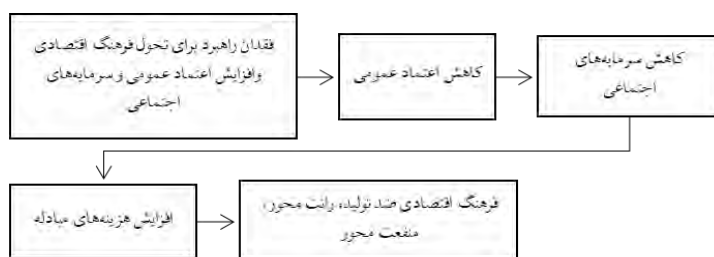 فقدان راهبرد برای تحول فرهنگ اقتصادی
وافزایش اعتماد عمومی و سرمایه‌های
اجتماعی
کاهش اعتماد عمومی
کاهش سرمایه‌های
اجتماعی
افزایش هزینه‌های مبادله
فرهنگ اقتصادی ضد تولید، رانت محور،
منفعت محور